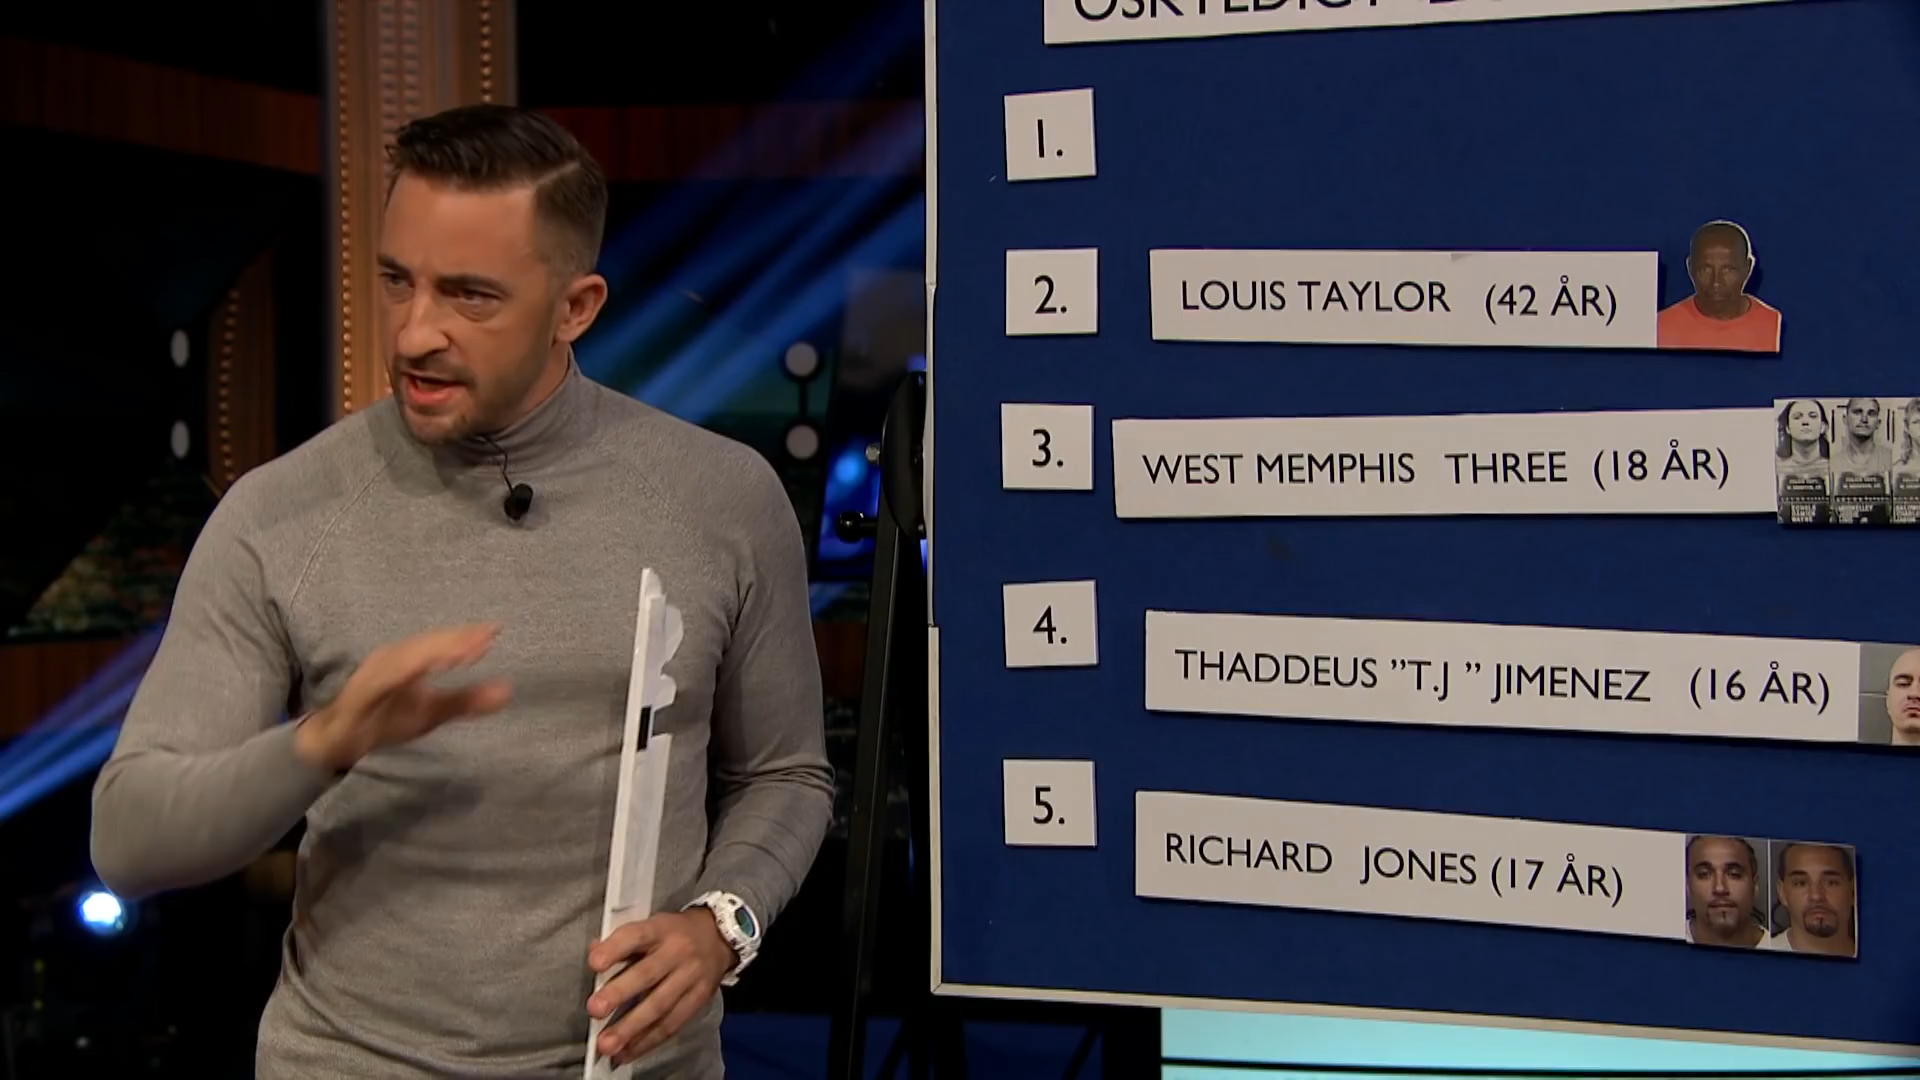 OSKYLDIGT
1.
2. LOUIS TAYLOR (42 ÅR)
3. WEST MEMPHIS THREE (18 ÅR)
4. THADDEUS ”T.J ” JIMENEZ (16 ÅR)
5. RICHARD JONES (17 ÅR)